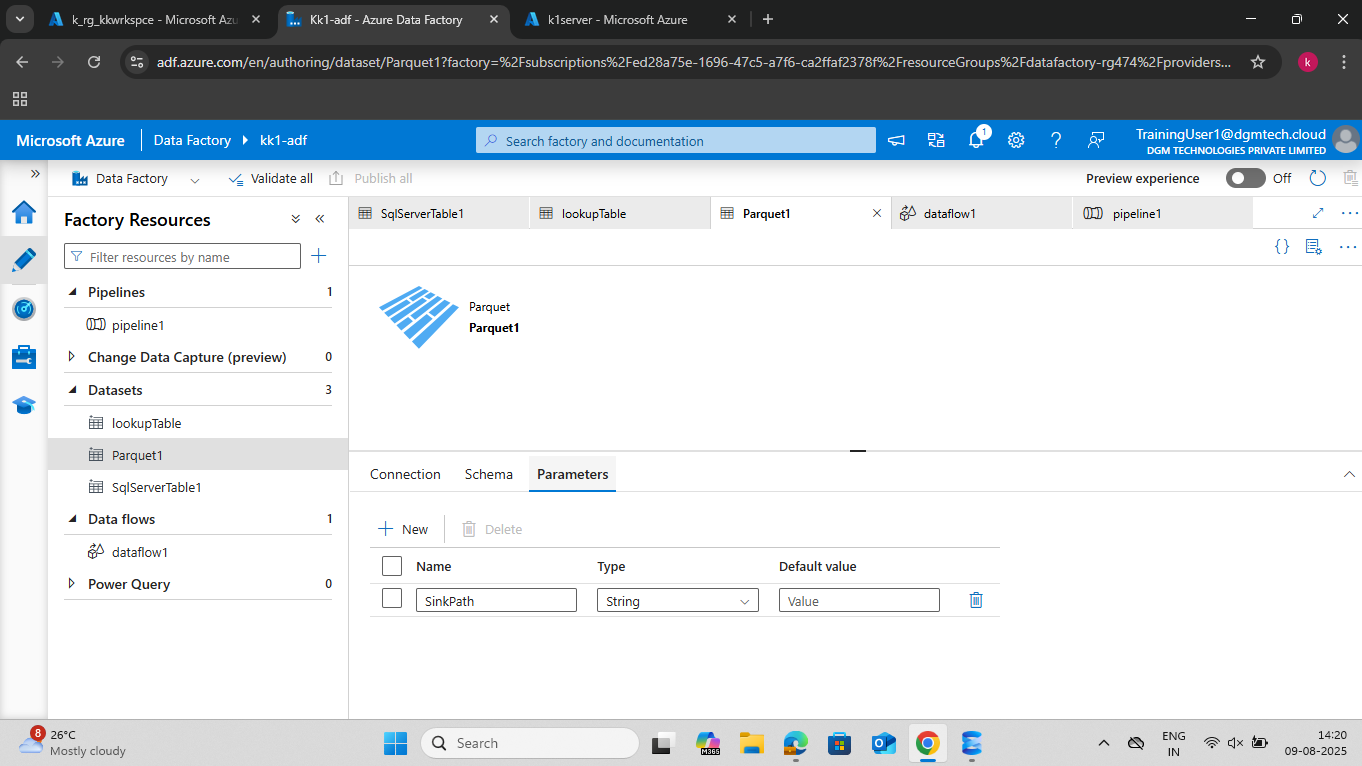 k_rg_kkwrkspce - Microsoft Azu
Kk1-adf - Azure Data Factory
k1server - Microsoft Azure
adf.azure.com/en/authoring/dataset/Parquet1?factory=%2Fsubscriptions%2Fed28a75e-1696-47c5-a7f6-ca2ffaf2378f%2FresourceGroups%2Fdatafactory-rg474%2Fproviders...
k
Microsoft Azure
Data Factory
kk1-adf
Search factory and documentation
1
TrainingUser1@dgmtech.cloud
DGM TECHNOLOGIES PRIVATE LIMITED
Data Factory
Validate all
Publish all
Preview experience
Off
Factory Resources
SqlServerTable1
lookupTable
Parquet1
dataflow1
pipeline1
Filter resources by name
Pipelines 1
pipeline1
Change Data Capture (preview) 0
Datasets 3
lookupTable
Parquet1
SqlServerTable1
Data flows 1
dataflow1
Power Query 0
{}
Parquet
Parquet1
Connection
Schema
Parameters
New
Delete
Name Type Default value
SinkPath String Value
8
26°C
Mostly cloudy
Search
M365
ENG
IN
14:20
09-08-2025